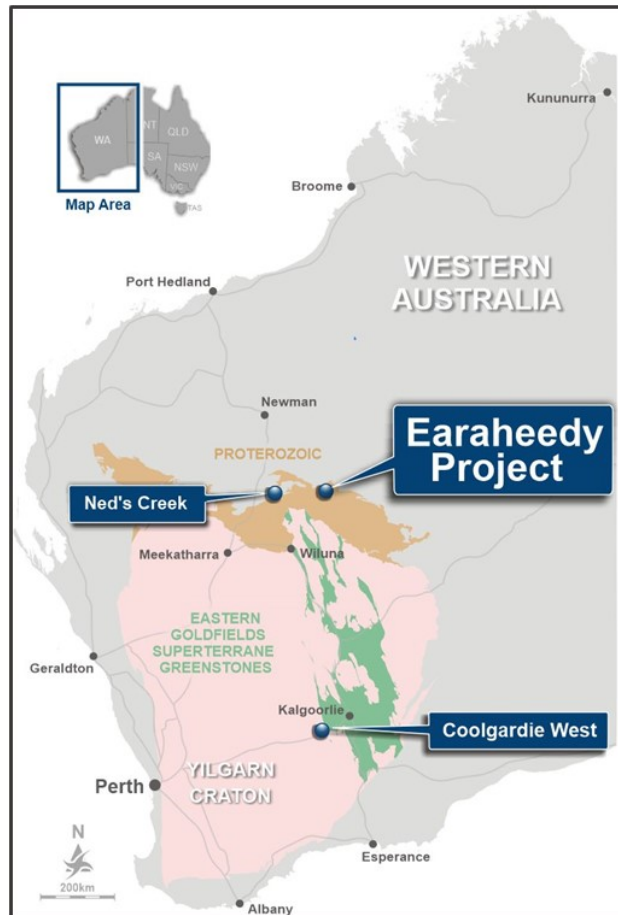 WA
NT
QLD
SA
NSW
VIC
TAS
Map Area
Kununurra
Broome
WESTERN
AUSTRALIA
Port Hedland
Newman
PROTEROZOIC
Earaheedy
Project
Ned's Creek
Meekatharra
Wiluna
EASTERN
GOLDFIELDS
SUPERTERRANE
GREENSTONES
Geraldton
Kalgoorlie
Coolgardie West
Perth
YILGARN
CRATON
N
200km
Esperance
Albany